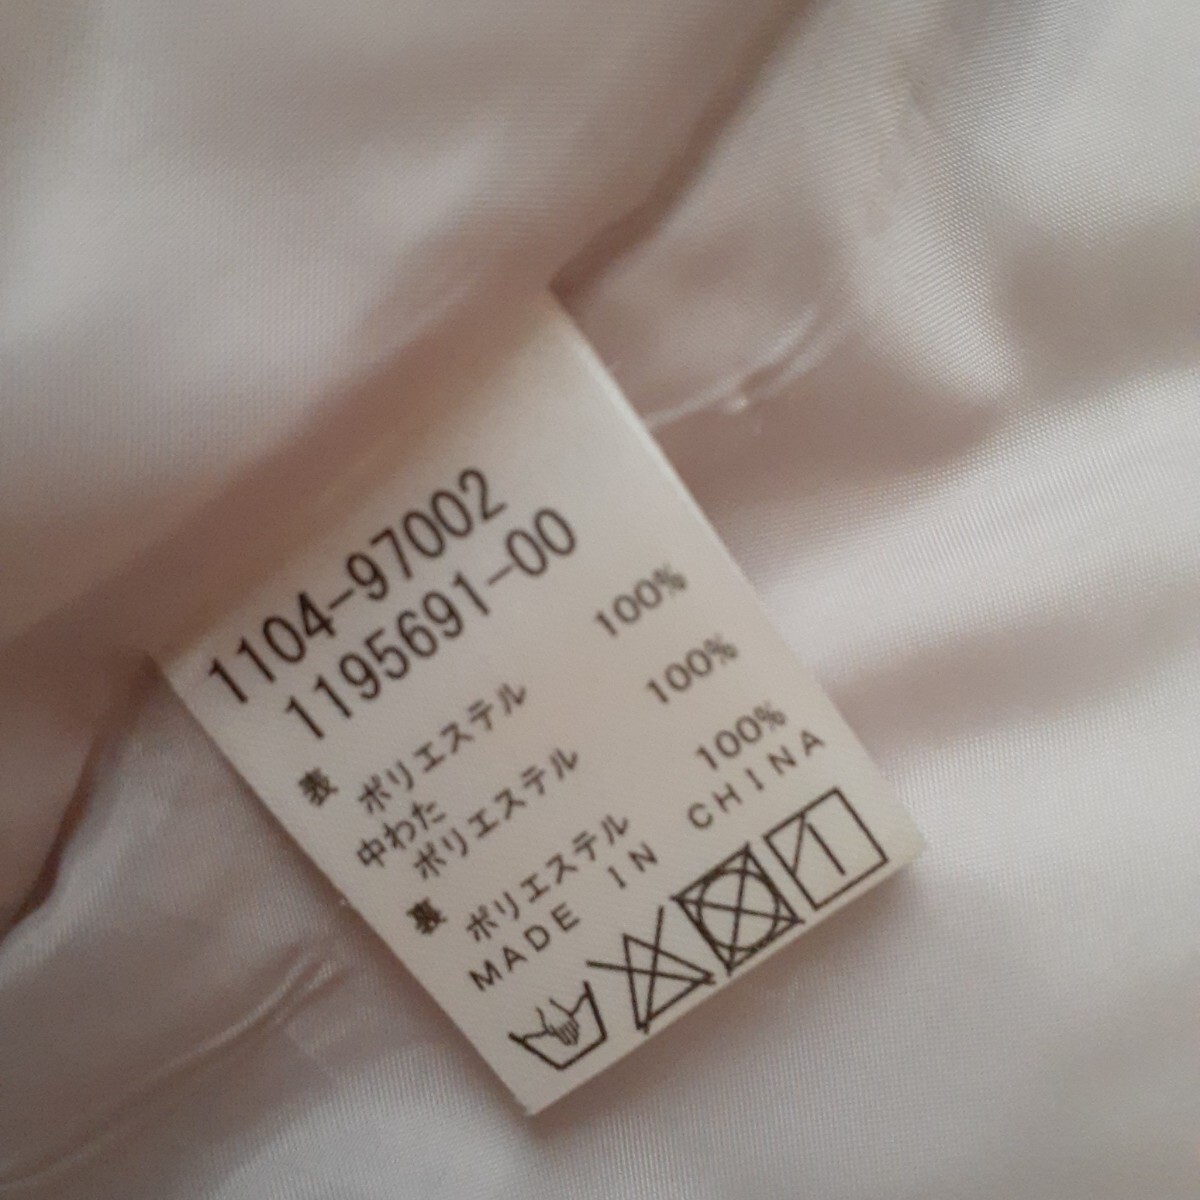 1104-97002
1195691-00
表 ポリエステル 100%
中わた
ポリエステル 100%
裏 ポリエステル 100%
MADE IN CHINA